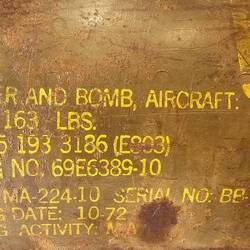 ER AND BOMB, AIRCRAFT:
163 LBS.
5 193 3186 (E803)
G NO. 69E6389-10
MA-224-10 SERIAL NO: BB-
G DATE: 10-72
G ACTIVITY: